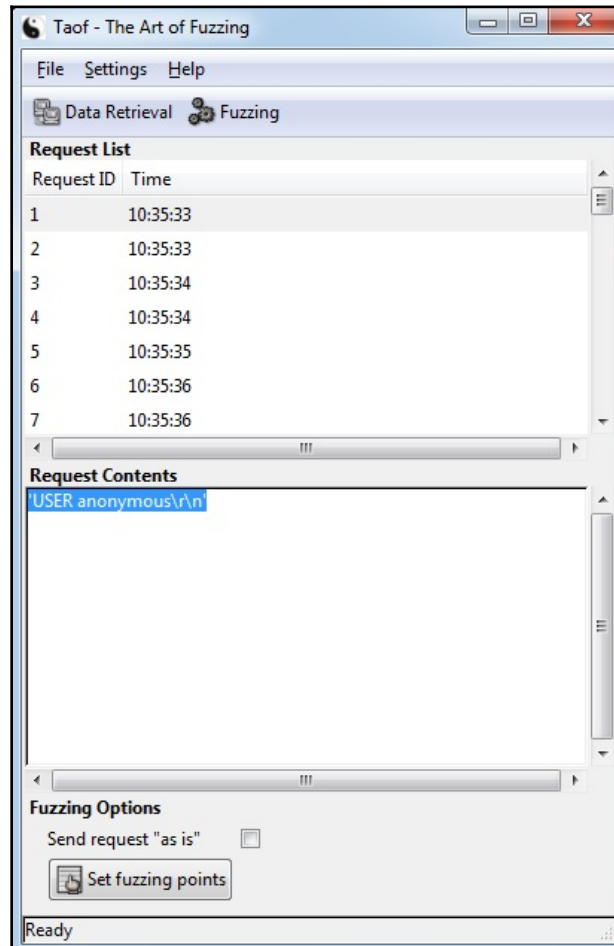 Taof - The Art of Fuzzing
File Settings Help
Data Retrieval Fuzzing
Request List
Request ID Time
1 10:35:33
2 10:35:33
3 10:35:34
4 10:35:34
5 10:35:35
6 10:35:36
7 10:35:36
Request Contents
'USER anonymous\r\n'
Fuzzing Options
Send request "as is"
Set fuzzing points
Ready